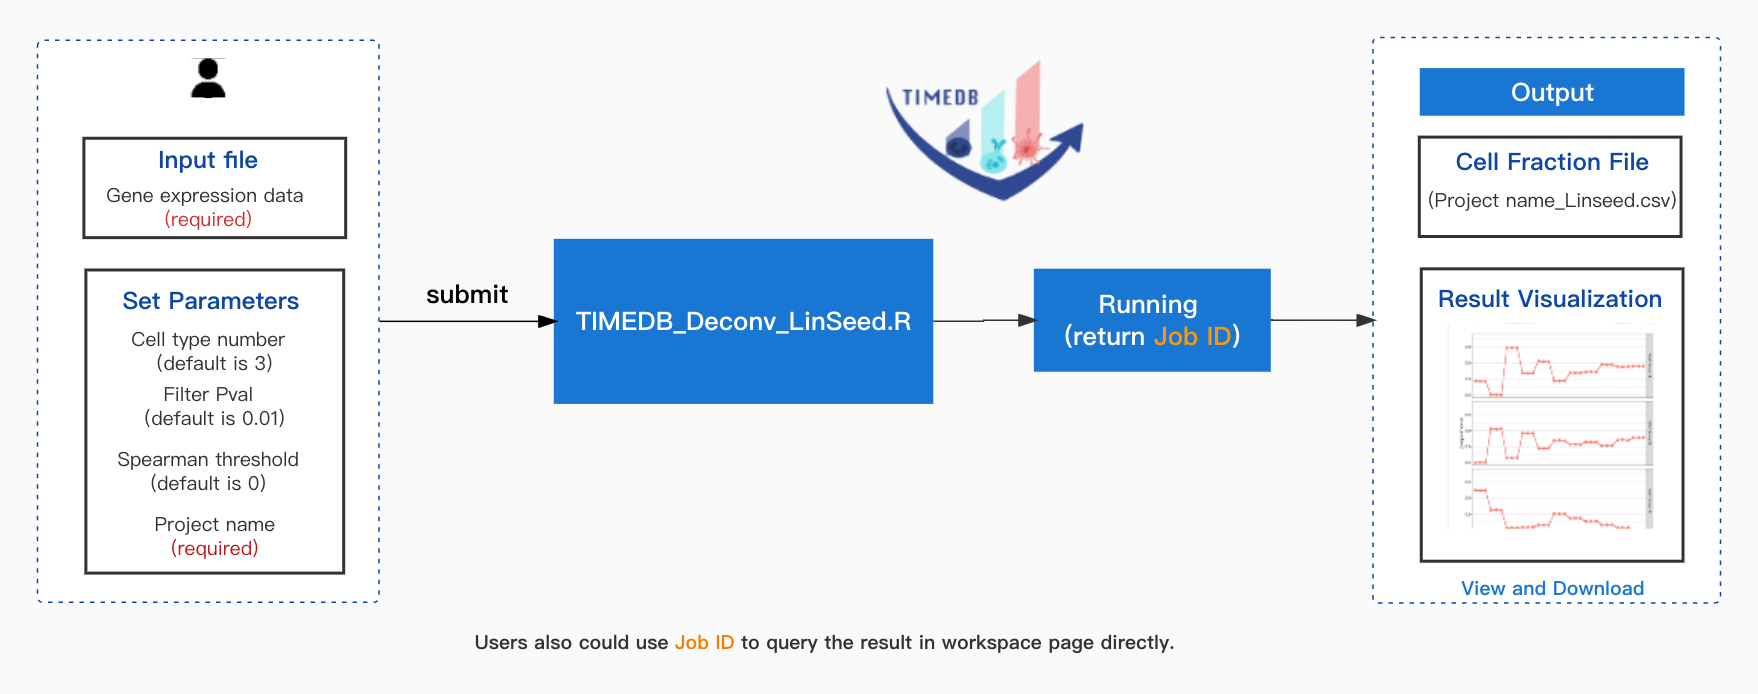 Input file
Gene expression data
(required)
Set Parameters
Cell type number
(default is 3)
Filter Pval
(default is 0.01)
Spearman threshold
(default is 0)
Project name
(required)
submit
TIMEDB_Deconv_LinSeed.R
TIMEDB
Running
(return Job ID)
Output
Cell Fraction File
(Project name_Linseed.csv)
Result Visualization
View and Download
Users also could use Job ID to query the result in workspace page directly.